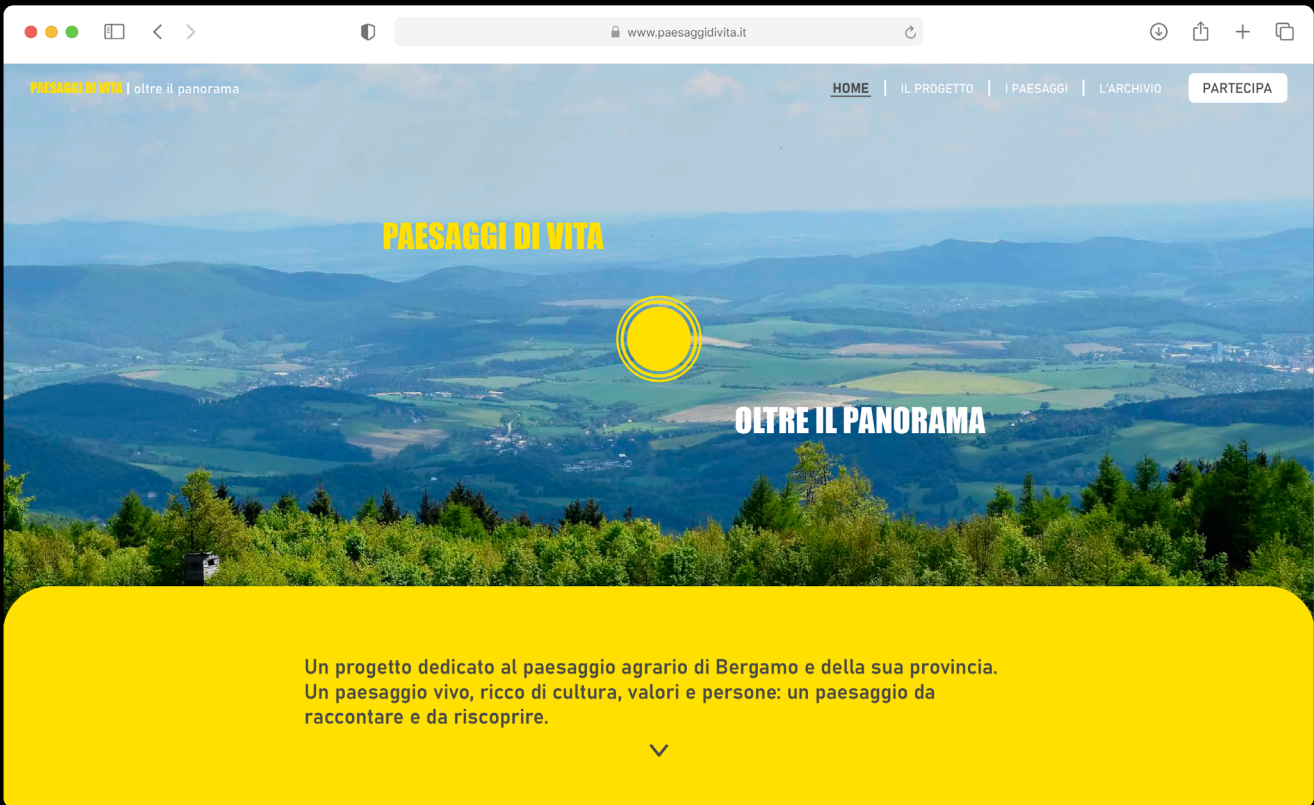 www.paesaggidivita.it
PAESAGGI DI VITA | oltre il panorama
HOME | IL PROGETTO | I PAESAGGI | L'ARCHIVIO PARTECIPA
PAESAGGI DI VITA
OLTRE IL PANORAMA
Un progetto dedicato al paesaggio agrario di Bergamo e della sua provincia.
Un paesaggio vivo, ricco di cultura, valori e persone: un paesaggio da
raccontare e da riscoprire.